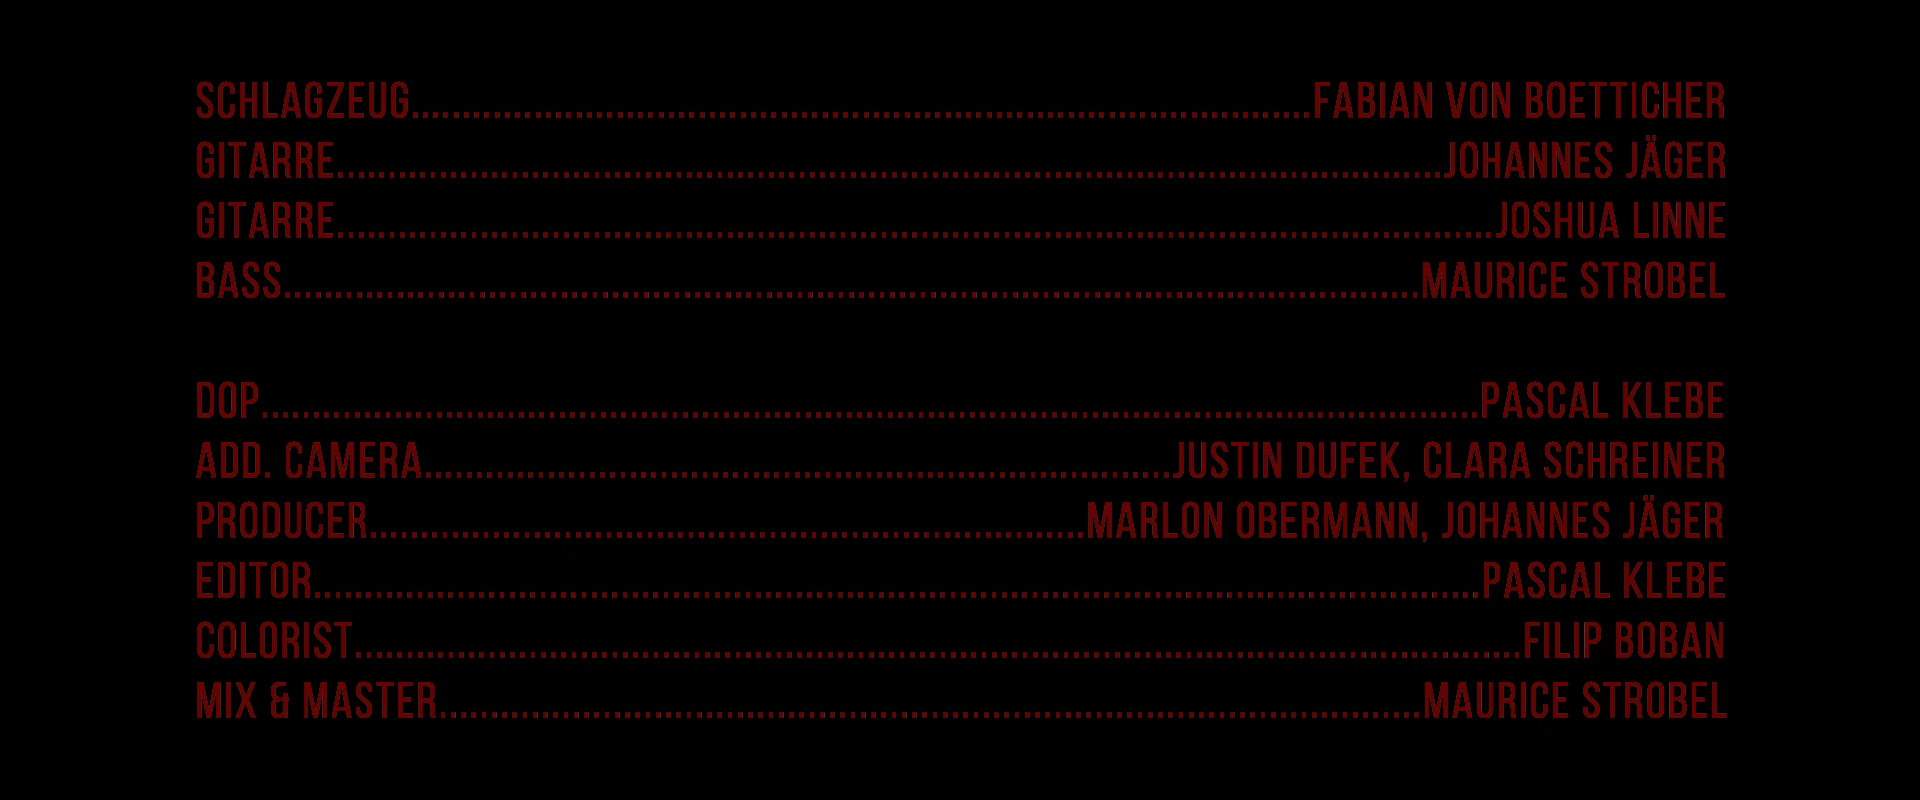 SCHLAGZEUG........................................................................................FABIAN VON BOETTICHER
GITARRE............................................................................................................JOHANNES JÄGER
GITARRE.................................................................................................................JOSHUA LINNE
BASS...............................................................................................................MAURICE STROBEL
DOP.......................................................................................................................PASCAL KLEBE
ADD. CAMERA.........................................................................JUSTIN DUFEK, CLARA SCHREINER
PRODUCER......................................................................MARLON OBERMANN, JOHANNES JÄGER
EDITOR..................................................................................................................PASCAL KLEBE
COLORIST..................................................................................................................FILIP BOBAN
MIX & MASTER................................................................................................MAURICE STROBEL